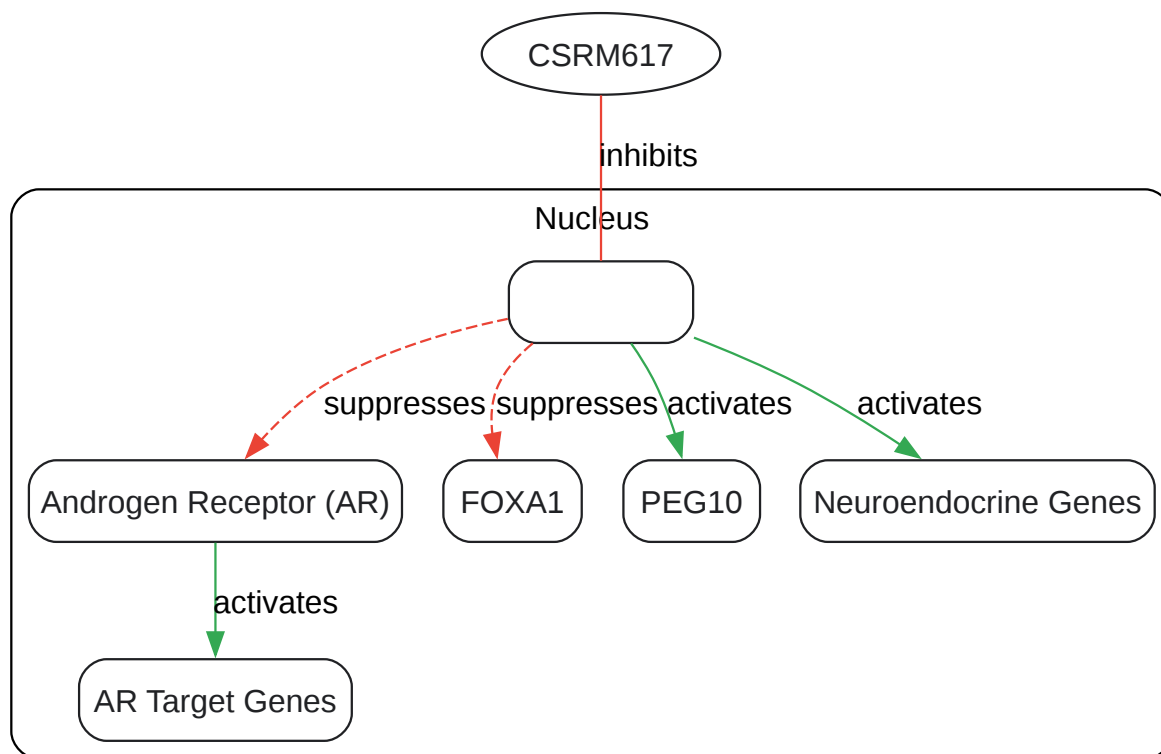 CSRM617
inhibits
Nucleus
suppresses
suppresses
activates
activates
Androgen Receptor (AR)
FOXA1
PEG10
Neuroendocrine Genes
activates
AR Target Genes